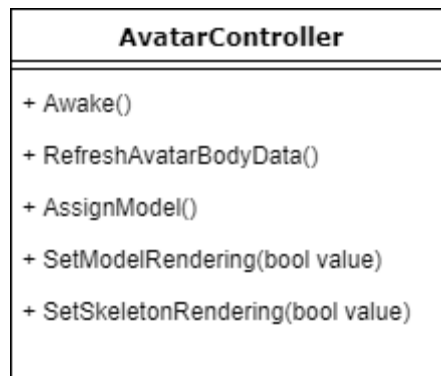 AvatarController
+ Awake()
+ RefreshAvatarBodyData()
+ AssignModel()
+ SetModelRendering(bool value)
+ SetSkeletonRendering(bool value)